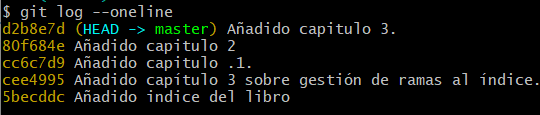 $ git log --oneline
d2b8e7d (HEAD -> master) Añadido capitulo 3.
80f684e Añadido capitulo 2
cc6c7d9 Añadido capitulo .1.
cee4995 Añadido capítulo 3 sobre gestión de ramas al índice.
5becddc Añadido indice del libro